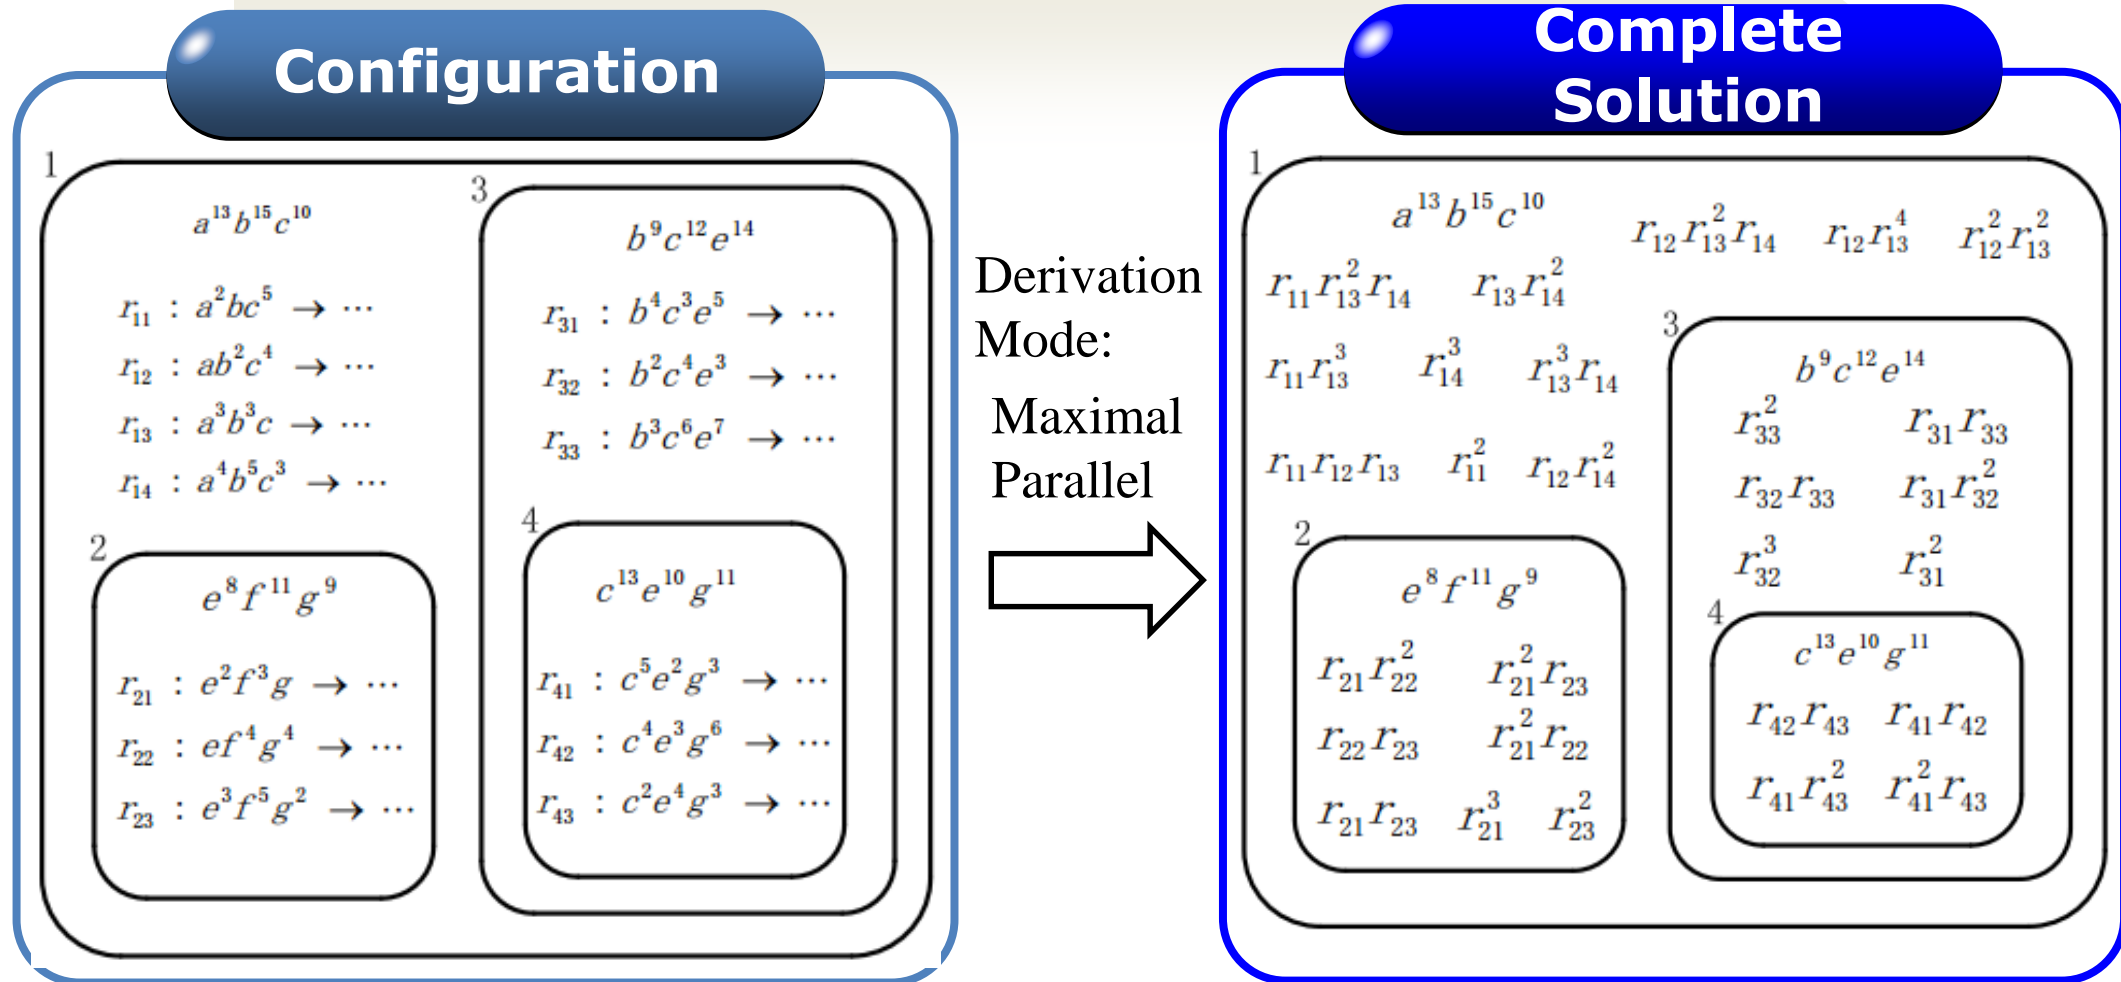 Configuration
1
a¹³b¹⁵c¹⁰
r₁₁ : a²bc⁵ → ⋯
r₁₂ : ab²c⁴ → ⋯
r₁₃ : a³b³c → ⋯
r₁₄ : a⁴b⁵c³ → ⋯
2
e⁸f¹¹g⁹
r₂₁ : e²f³g → ⋯
r₂₂ : ef⁴g⁴ → ⋯
r₂₃ : e³f⁵g² → ⋯
3
b⁹c¹²e¹⁴
r₃₁ : b⁴c³e⁵ → ⋯
r₃₂ : b²c⁴e³ → ⋯
r₃₃ : b³c⁶e⁷ → ⋯
4
c¹³e¹⁰g¹¹
r₄₁ : c⁵e²g³ → ⋯
r₄₂ : c⁴e³g⁶ → ⋯
r₄₃ : c²e⁴g³ → ⋯
Derivation
Mode:
Maximal
Parallel
Complete
Solution
1
a¹³b¹⁵c¹⁰
r₁₂r₁₃²r₁₄ r₁₂r₁₃⁴ r₁₂²r₁₃²
r₁₁r₁₃²r₁₄ r₁₃r₁₄²
r₁₁r₁₃³ r₁₄³ r₁₃³r₁₄
r₁₁r₁₂r₁₃ r₁₁² r₁₂r₁₄²
2
e⁸f¹¹g⁹
r₂₁r₂₂² r₂₁²r₂₃
r₂₂r₂₃ r₂₁²r₂₂
r₂₁r₂₃ r₂₁³ r₂₃²
3
b⁹c¹²e¹⁴
r₃₃² r₃₁r₃₃
r₃₂r₃₃ r₃₁r₃₂²
r₃₂³ r₃₁²
4
c¹³e¹⁰g¹¹
r₄₂r₄₃ r₄₁r₄₂
r₄₁r₄₃² r₄₁²r₄₃